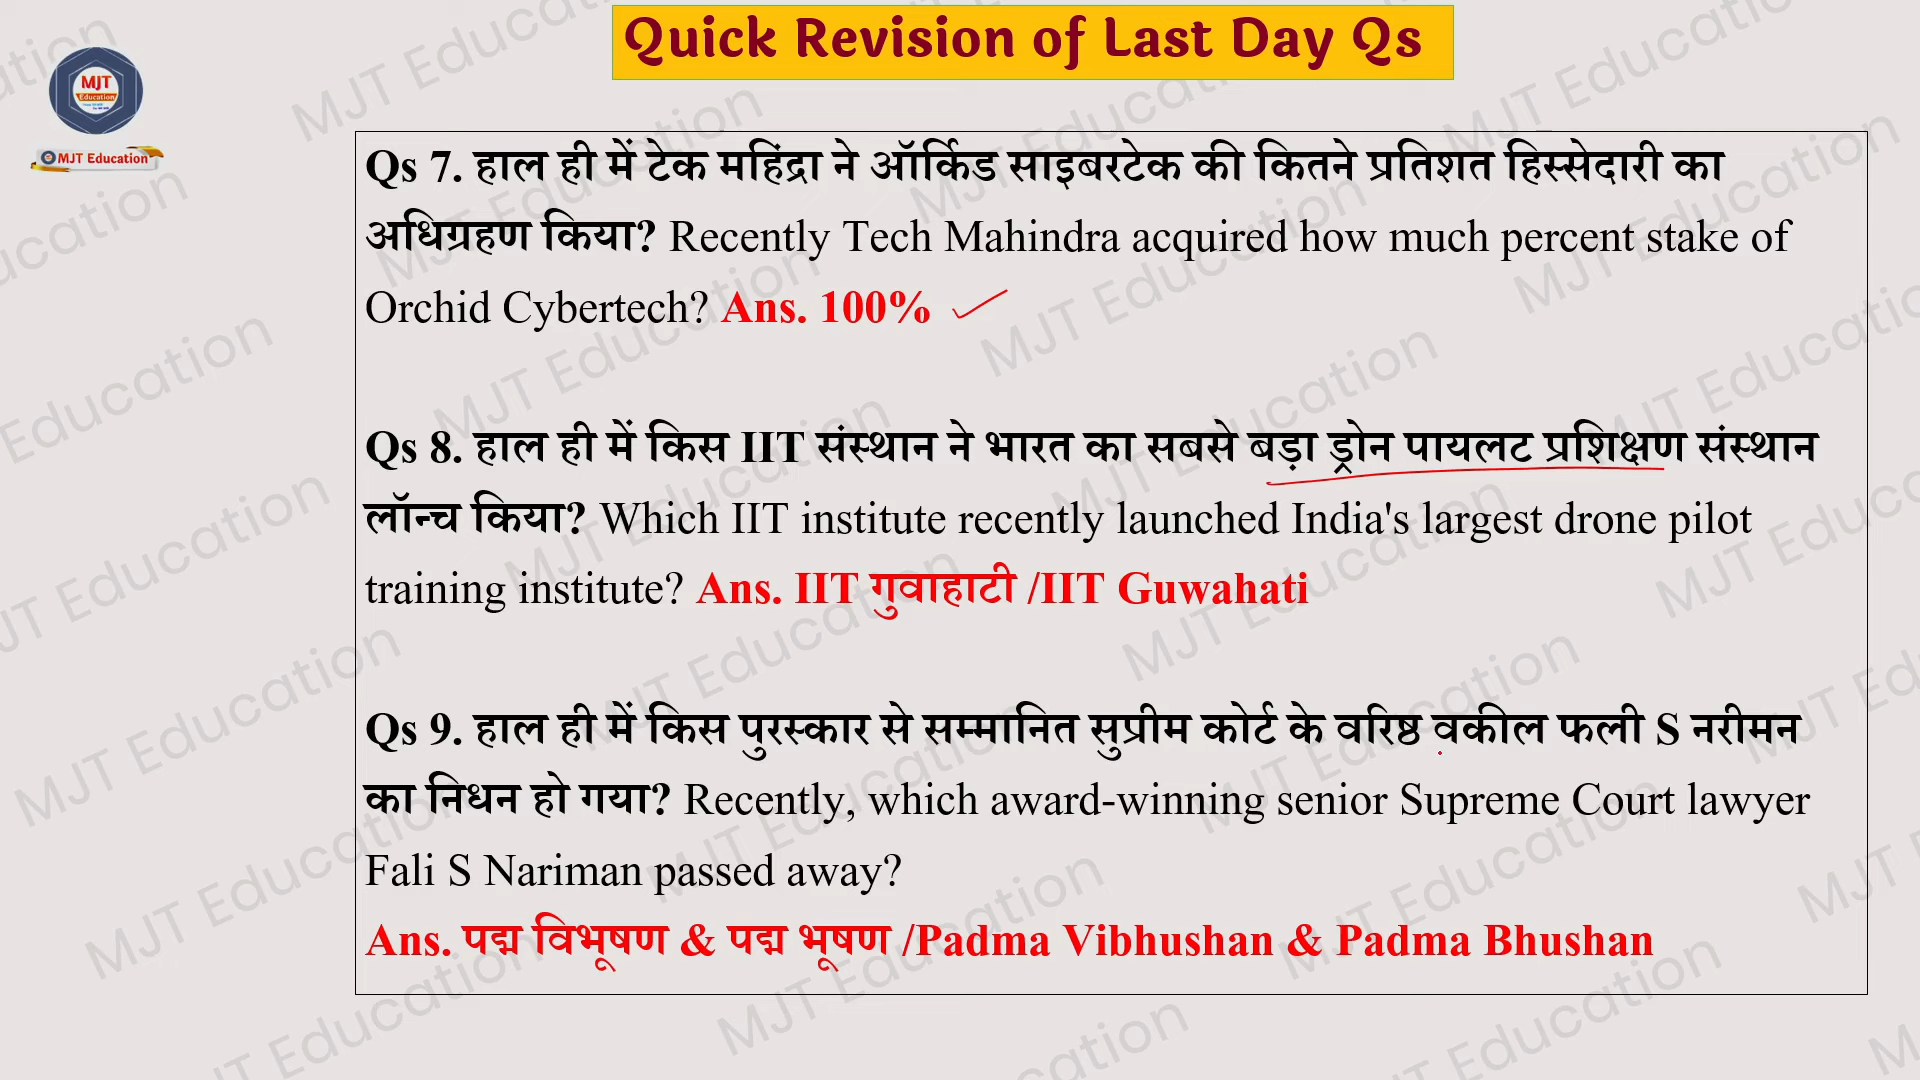 Quick Revision of Last Day Qs
MJT
Education
MJT Education
Qs 7. हाल ही में टेक महिंद्रा ने ऑर्किड साइबरटेक की कितने प्रतिशत हिस्सेदारी का
अधिग्रहण किया? Recently Tech Mahindra acquired how much percent stake of
Orchid Cybertech? Ans. 100%
Qs 8. हाल ही में किस IIT संस्थान ने भारत का सबसे बड़ा ड्रोन पायलट प्रशिक्षण संस्थान
लॉन्च किया? Which IIT institute recently launched India's largest drone pilot
training institute? Ans. IIT गुवाहाटी /IIT Guwahati
Qs 9. हाल ही में किस पुरस्कार से सम्मानित सुप्रीम कोर्ट के वरिष्ठ वकील फली S नरीमन
का निधन हो गया? Recently, which award-winning senior Supreme Court lawyer
Fali S Nariman passed away?
Ans. पद्म विभूषण & पद्म भूषण /Padma Vibhushan & Padma Bhushan